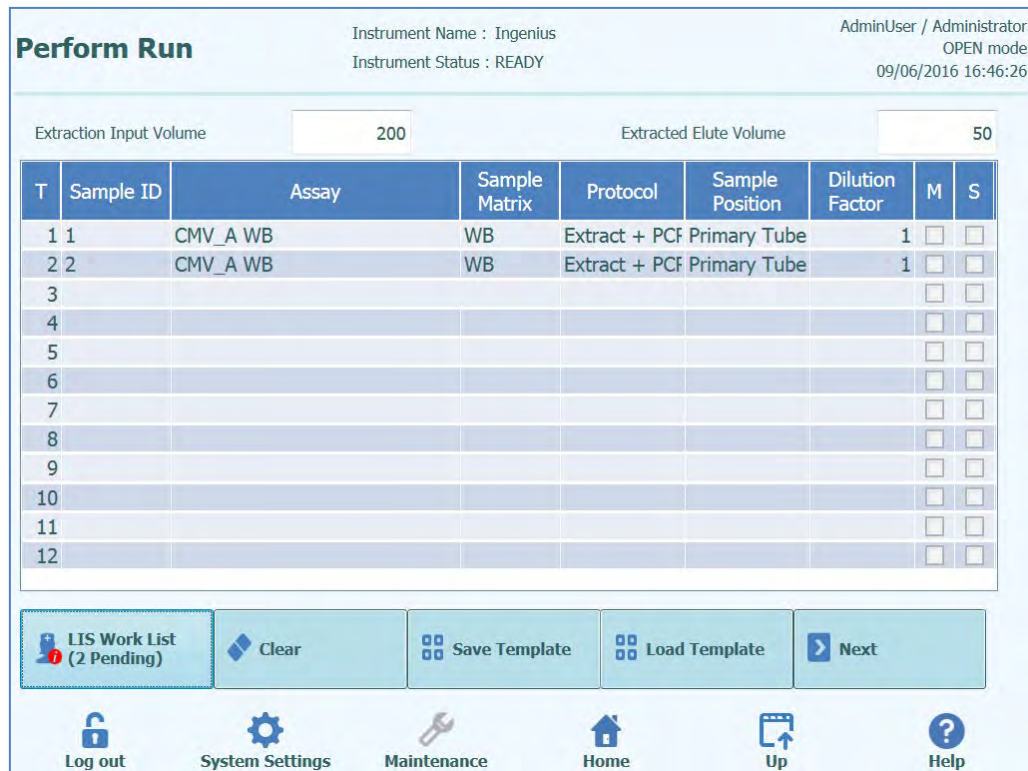 Perform Run
Instrument Name : Ingenius
Instrument Status : READY
AdminUser / Administrator
OPEN mode
09/06/2016 16:46:26
Extraction Input Volume 200 Extracted Elute Volume 50
T Sample ID Assay Sample Matrix Protocol Sample Position Dilution Factor M S
1 1 CMV_A WB WB Extract + PCR Primary Tube 1
2 2 CMV_A WB WB Extract + PCR Primary Tube 1
3
4
5
6
7
8
9
10
11
12
LIS Work List
(2 Pending)
Clear
Save Template
Load Template
Next
Log out System Settings Maintenance Home Up Help